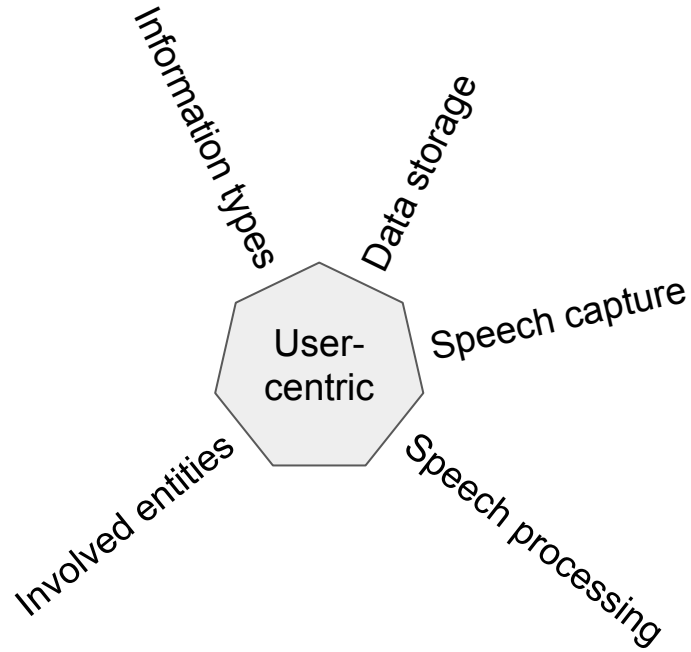 Information types
Data storage
Speech capture
User-
centric
Involved entities
Speech processing